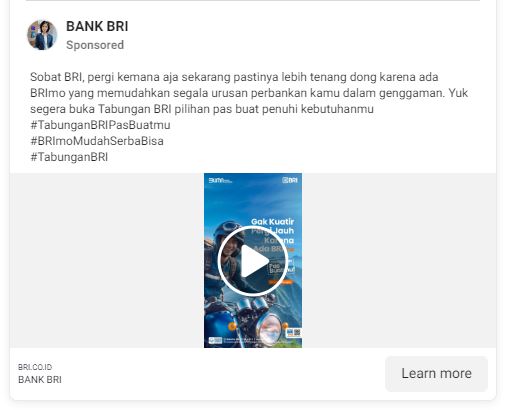 BANK BRI
Sponsored
Sobat BRI, pergi kemana aja sekarang pastinya lebih tenang dong karena ada
BRImo yang memudahkan segala urusan perbankan kamu dalam genggaman. Yuk
segera buka Tabungan BRI pilihan pas buat penuhi kebutuhanmu
#TabunganBRIPasBuatmu
#BRImoMudahSerbaBisa
#TabunganBRI
BUMN
BRI
Gak Kuatir
Pergi Jauh
Karena
Ada BRImo
BRI.CO.ID
BANK BRI
Learn more